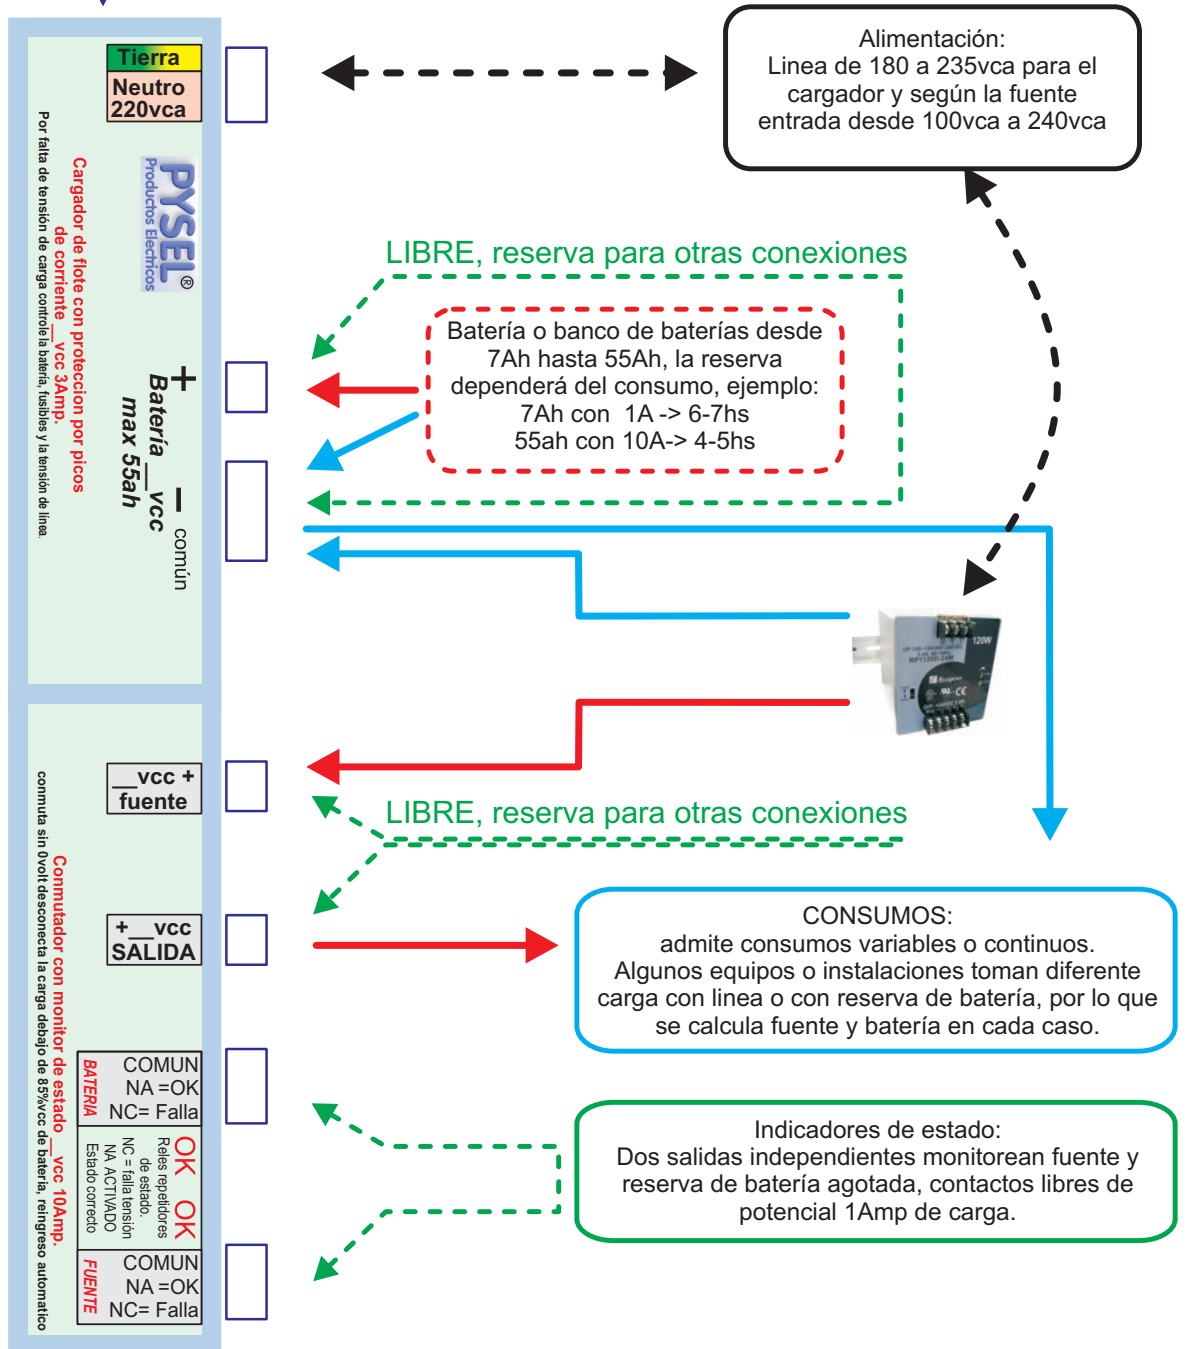 Tierra
Neutro
220vca
PYSEL®
Productos Electricos
Cargador de flote con proteccion por picos
de corriente __vcc 3Amp.
Por falta de tensión de carga controle la batería, fusibles y la tensión de linea.
+ −
común
Batería __vcc
max 55ah
__vcc +
fuente
+__vcc
SALIDA
Conmutador con monitor de estado __vcc 10Amp.
conmuta sin 0volt desconecta la carga debajo de 85%vcc de bateria, reingreso automatico
BATERIA
COMUN
NA =OK
NC= Falla
OK OK
Reles repetidores
de estado.
NC = falla tensión
NA ACTIVADO
Estado correcto
FUENTE
COMUN
NA =OK
NC= Falla
Alimentación:
Linea de 180 a 235vca para el
cargador y según la fuente
entrada desde 100vca a 240vca
LIBRE, reserva para otras conexiones
Batería o banco de baterías desde
7Ah hasta 55Ah, la reserva
dependerá del consumo, ejemplo:
7Ah con 1A -> 6-7hs
55ah con 10A-> 4-5hs
120W
RP1120D-24M
LIBRE, reserva para otras conexiones
CONSUMOS:
admite consumos variables o continuos.
Algunos equipos o instalaciones toman diferente
carga con linea o con reserva de batería, por lo que
se calcula fuente y batería en cada caso.
Indicadores de estado:
Dos salidas independientes monitorean fuente y
reserva de batería agotada, contactos libres de
potencial 1Amp de carga.